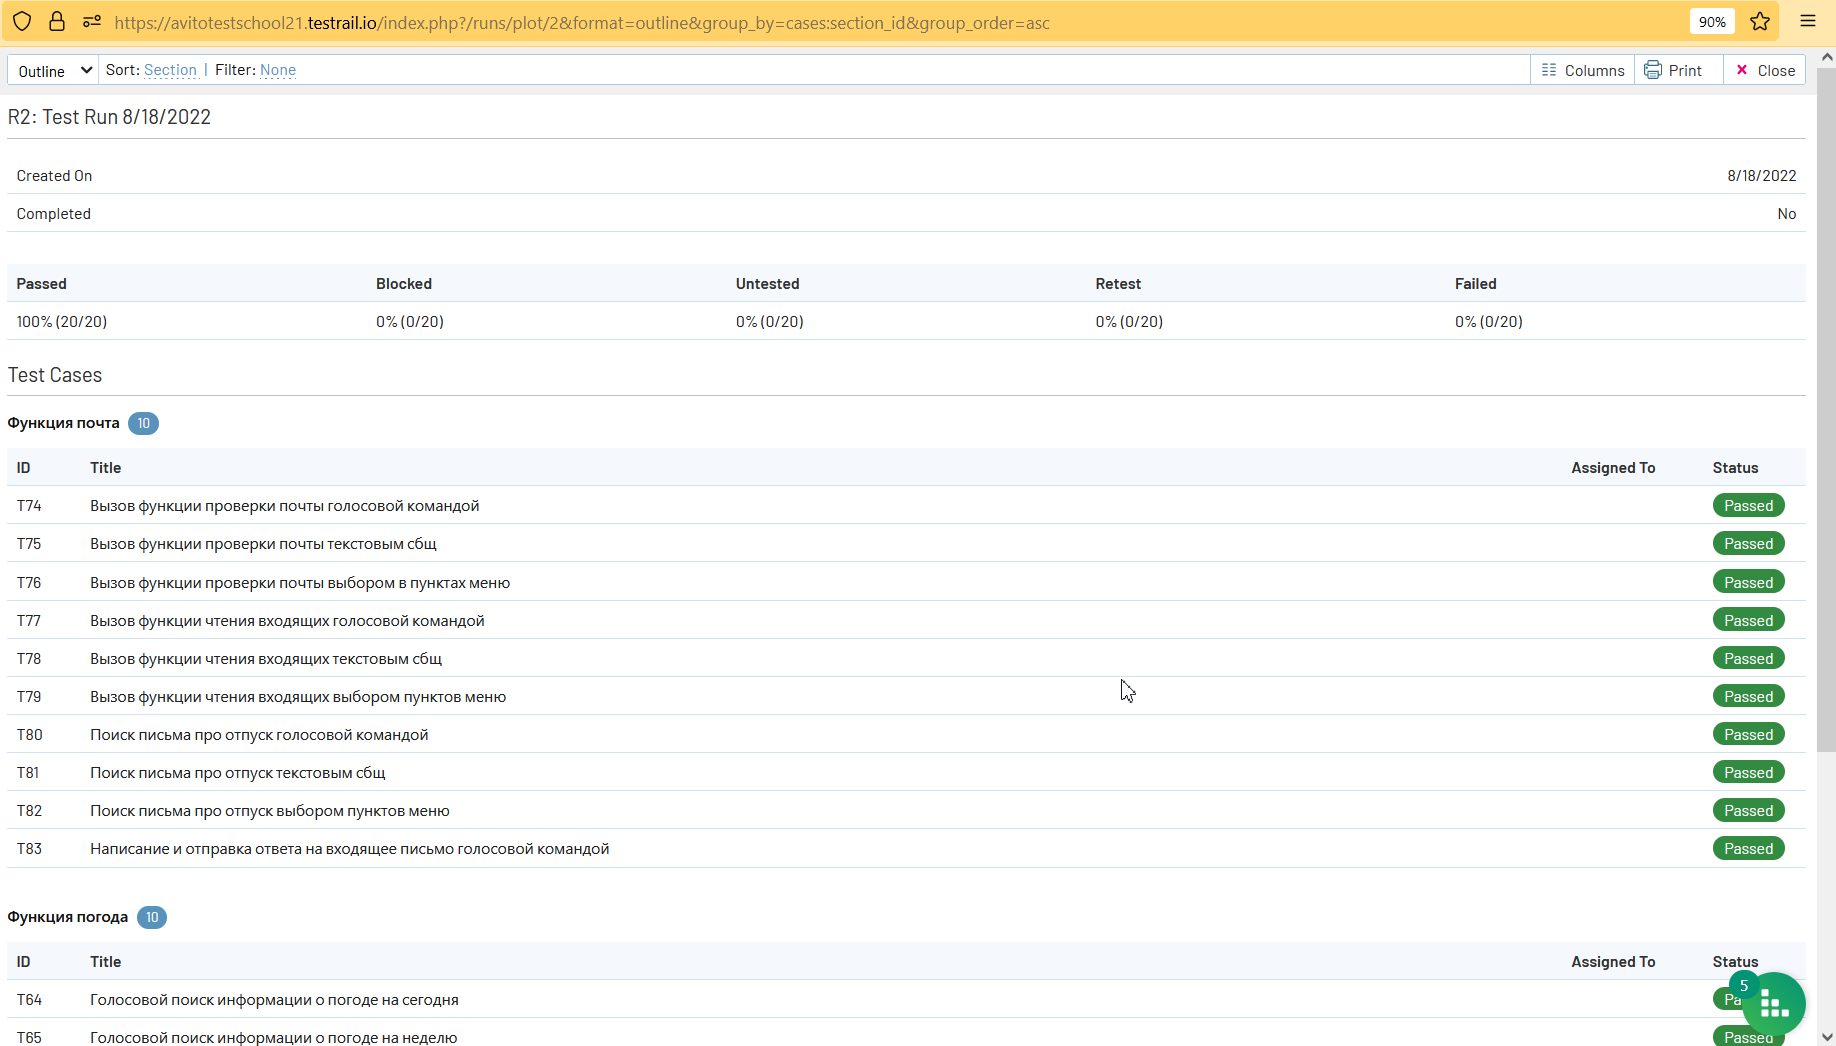 https://avitotestschool21.testrail.io/index.php?/runs/plot/2&format=outline&group_by=cases:section_id&group_order=asc 90%
Outline Sort: Section | Filter: None Columns Print Close
R2: Test Run 8/18/2022
Created On 8/18/2022
Completed No
Passed Blocked Untested Retest Failed
100% (20/20) 0% (0/20) 0% (0/20) 0% (0/20) 0% (0/20)
Test Cases
Функция почта 10
ID Title Assigned To Status
T74 Вызов функции проверки почты голосовой командой Passed
T75 Вызов функции проверки почты текстовым сбщ Passed
T76 Вызов функции проверки почты выбором в пунктах меню Passed
T77 Вызов функции чтения входящих голосовой командой Passed
T78 Вызов функции чтения входящих текстовым сбщ Passed
T79 Вызов функции чтения входящих выбором пунктов меню Passed
T80 Поиск письма про отпуск голосовой командой Passed
T81 Поиск письма про отпуск текстовым сбщ Passed
T82 Поиск письма про отпуск выбором пунктов меню Passed
T83 Написание и отправка ответа на входящее письмо голосовой командой Passed
Функция погода 10
ID Title Assigned To Status
T64 Голосовой поиск информации о погоде на сегодня Pa 5
T65 Голосовой поиск информации о погоде на неделю Passed